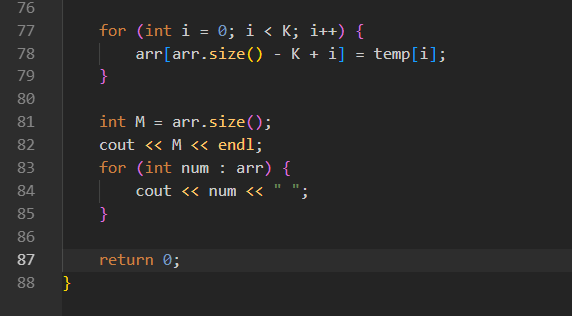 76
77 for (int i = 0; i < K; i++) {
78 arr[arr.size() - K + i] = temp[i];
79 }
80
81 int M = arr.size();
82 cout << M << endl;
83 for (int num : arr) {
84 cout << num << " ";
85 }
86
87 return 0;
88 }